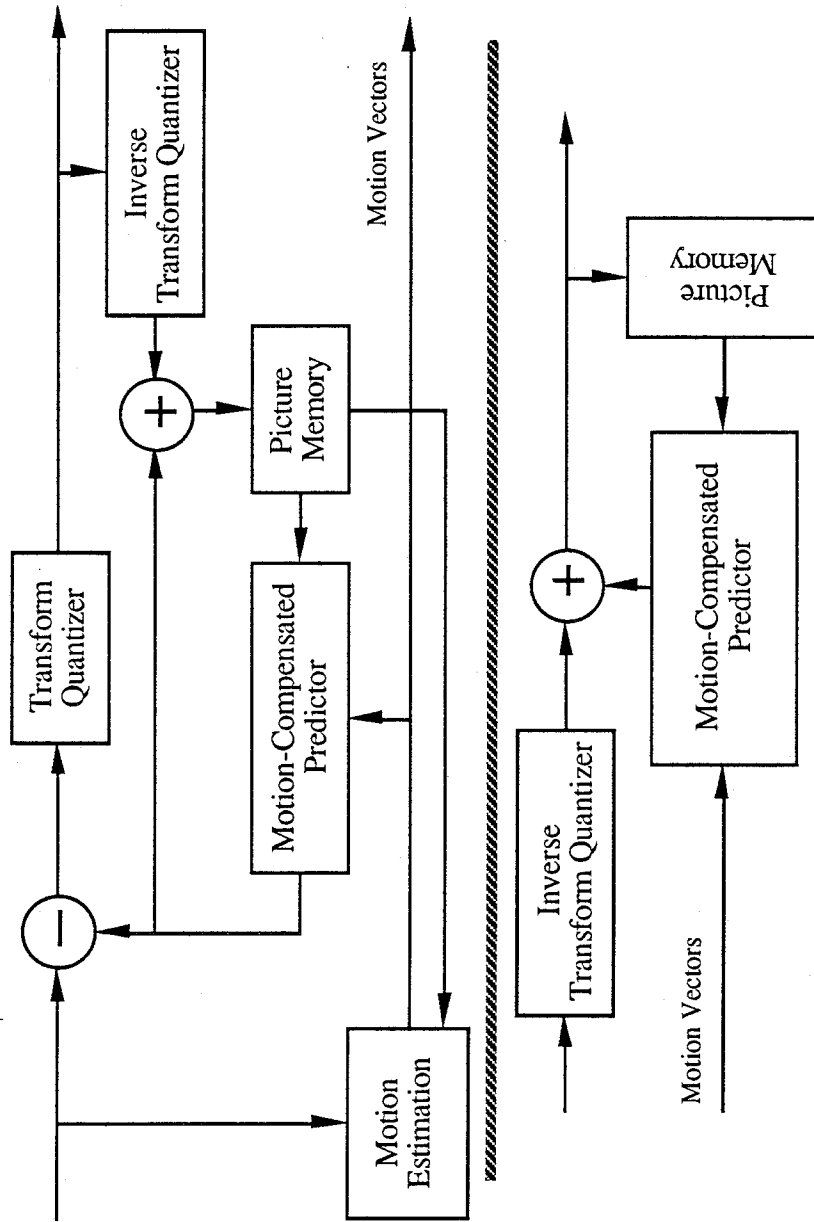 Transform
Quantizer
Inverse
Transform Quantizer
−
+
Picture
Memory
Motion-Compensated
Predictor
Motion
Estimation
Motion Vectors
Inverse
Transform Quantizer
+
Picture
Memory
Motion-Compensated
Predictor
Motion Vectors